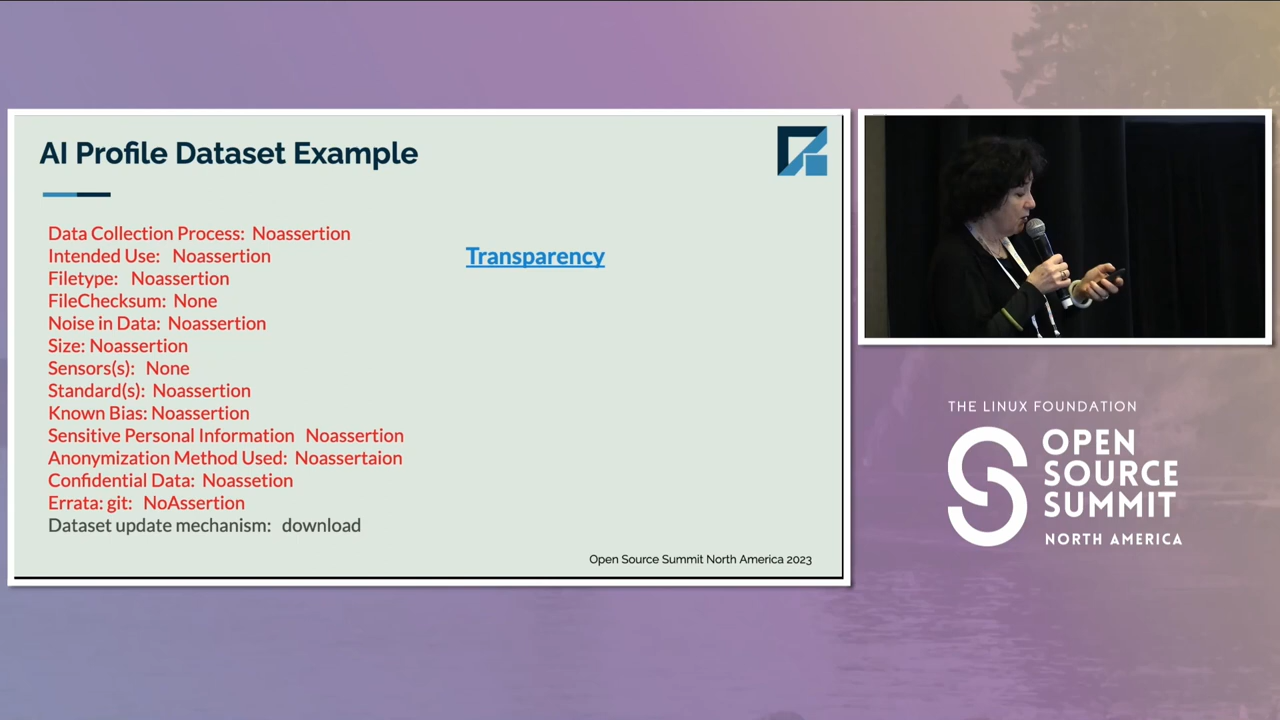 AI Profile Dataset Example
Data Collection Process: Noassertion
Intended Use: Noassertion
Filetype: Noassertion
FileChecksum: None
Noise in Data: Noassertion
Size: Noassertion
Sensors(s): None
Standard(s): Noassertion
Known Bias: Noassertion
Sensitive Personal Information Noassertion
Anonymization Method Used: Noassertaion
Confidential Data: Noassetion
Errata: git: NoAssertion
Dataset update mechanism: download
Transparency
Open Source Summit North America 2023
THE LINUX FOUNDATION
OPEN
SOURCE
SUMMIT
NORTH AMERICA